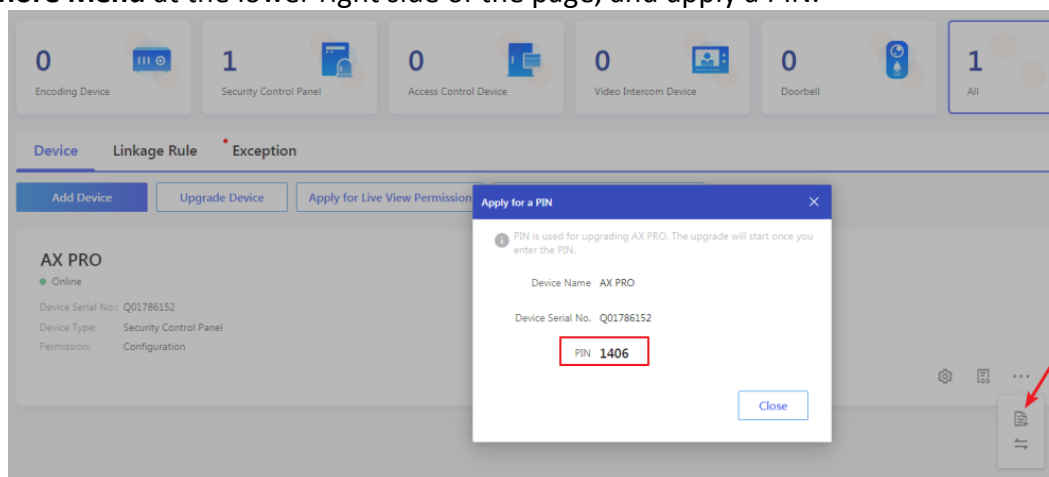 more Menu at the lower right side of the page, and apply a PIN.
0
Encoding Device
1
Security Control Panel
0
Access Control Device
0
Video Intercom Device
0
Doorbell
1
All
Device
Linkage Rule
Exception
Add Device
Upgrade Device
Apply for Live View Permission
Apply for a PIN
PIN is used for upgrading AX PRO. The upgrade will start once you
enter the PIN.
Device Name AX PRO
Device Serial No. Q01786152
PIN 1406
Close
AX PRO
Online
Device Serial No.: Q01786152
Device Type: Security Control Panel
Permission: Configuration